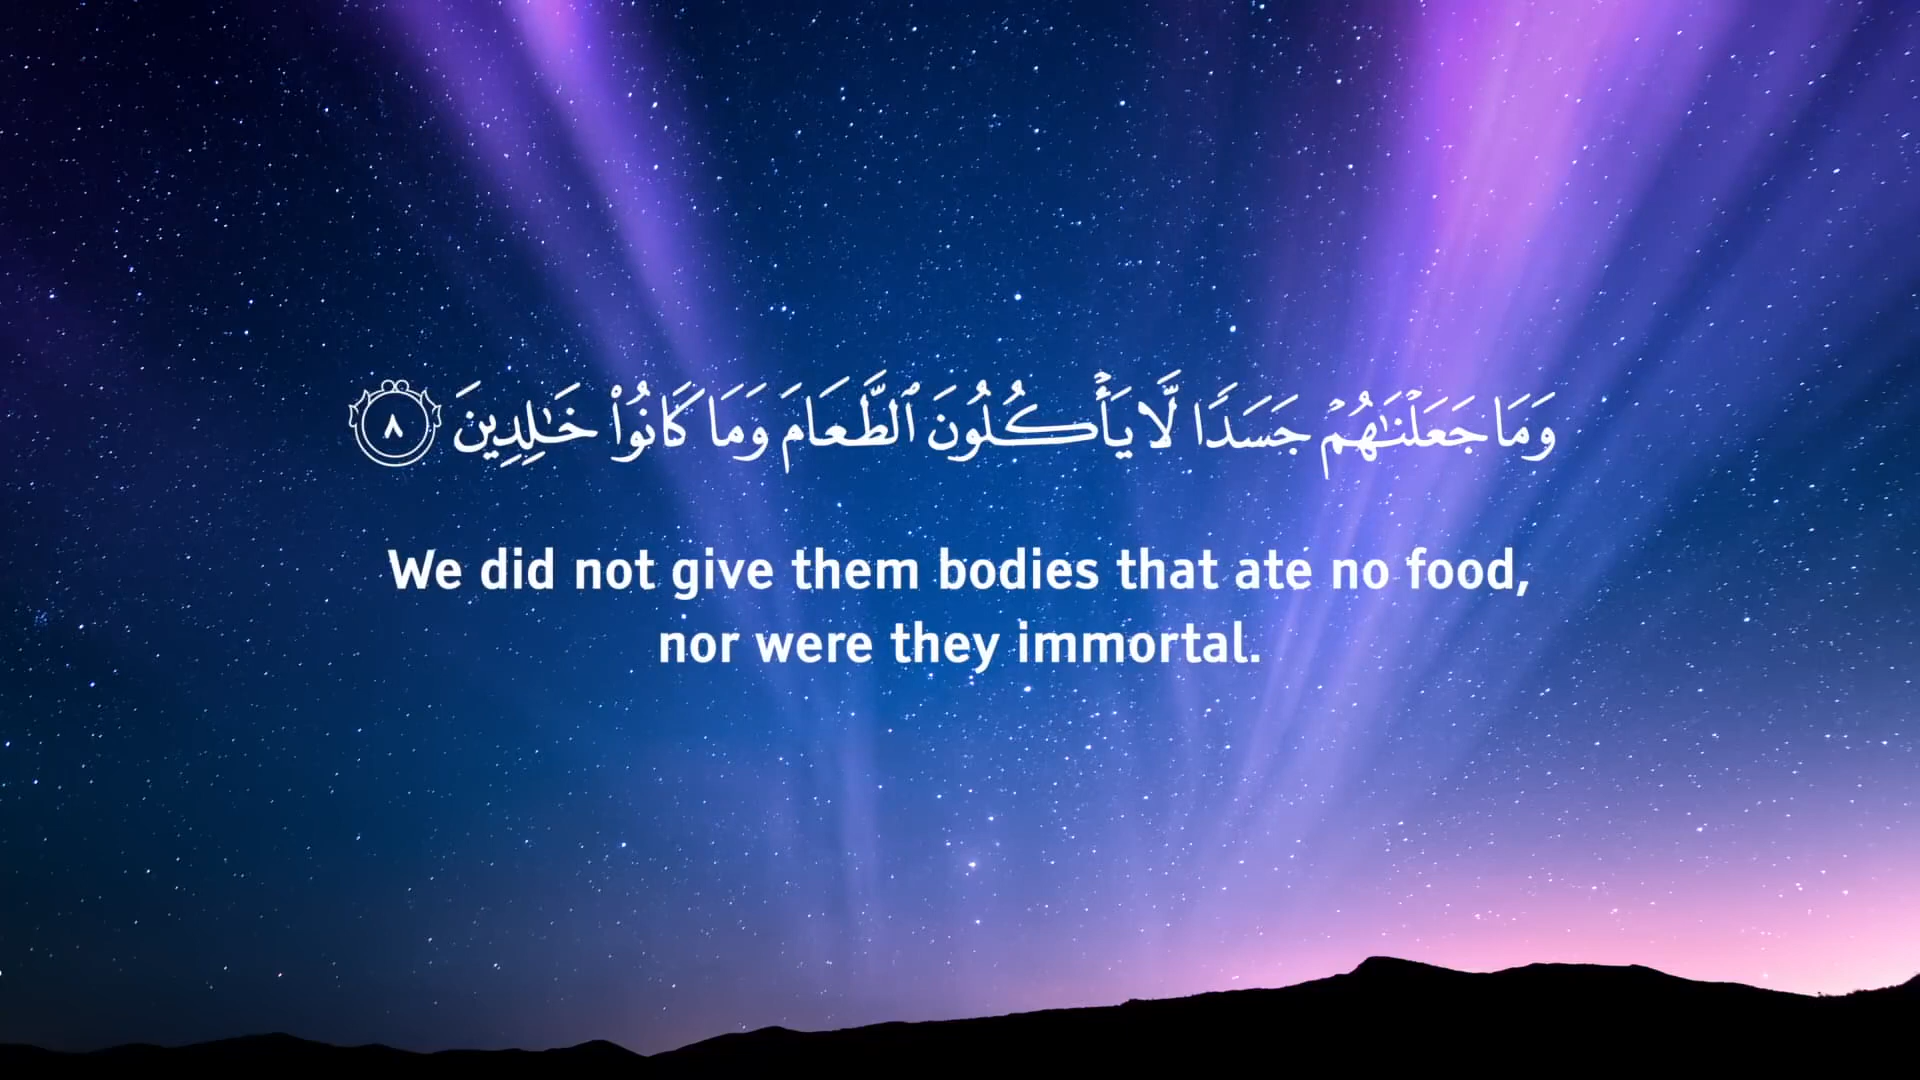 وَمَا جَعَلْنَـٰهُمْ جَسَدًا لَّا يَأْكُلُونَ ٱلطَّعَامَ وَمَا كَانُوا۟ خَـٰلِدِينَ ٨
We did not give them bodies that ate no food,
nor were they immortal.